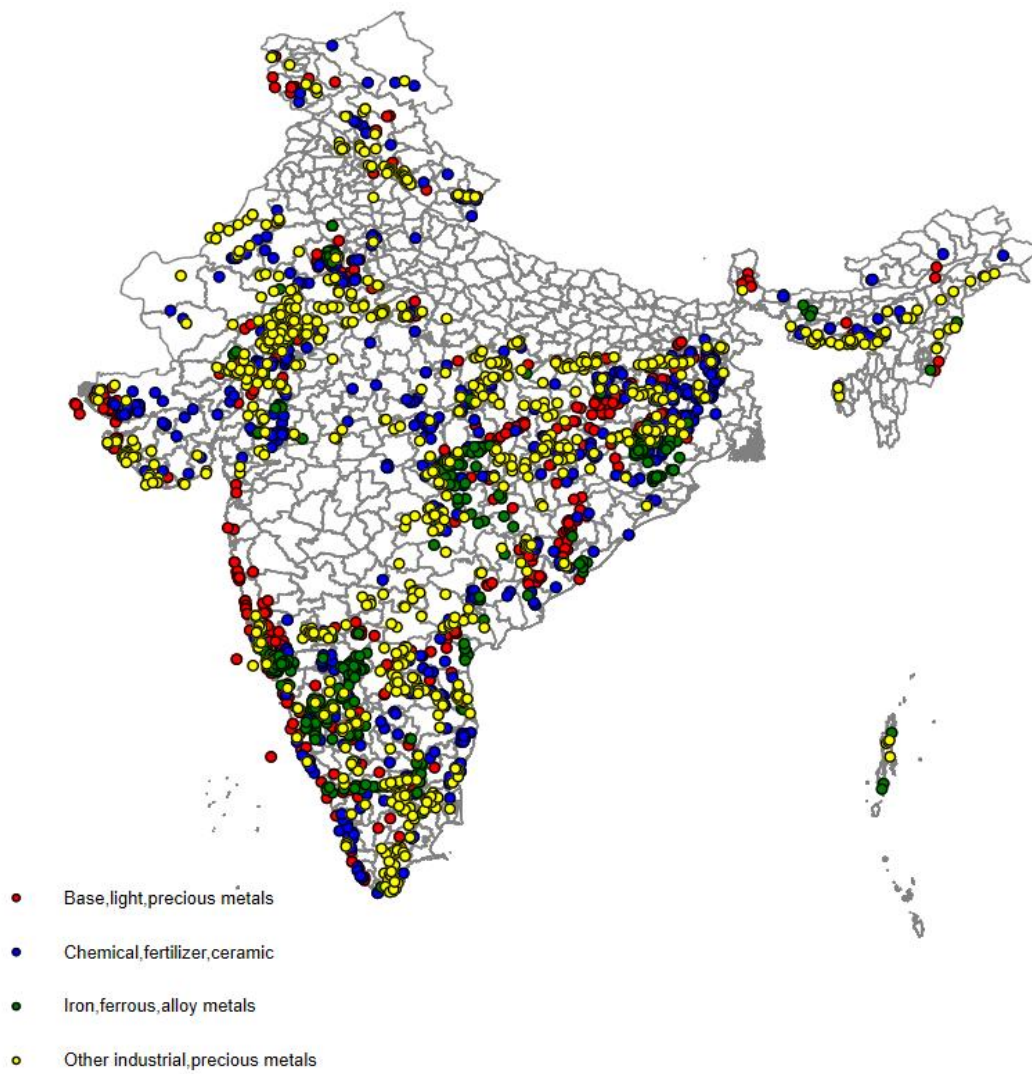 Base,light,precious metals
Chemical,fertilizer,ceramic
Iron,ferrous,alloy metals
Other industrial,precious metals